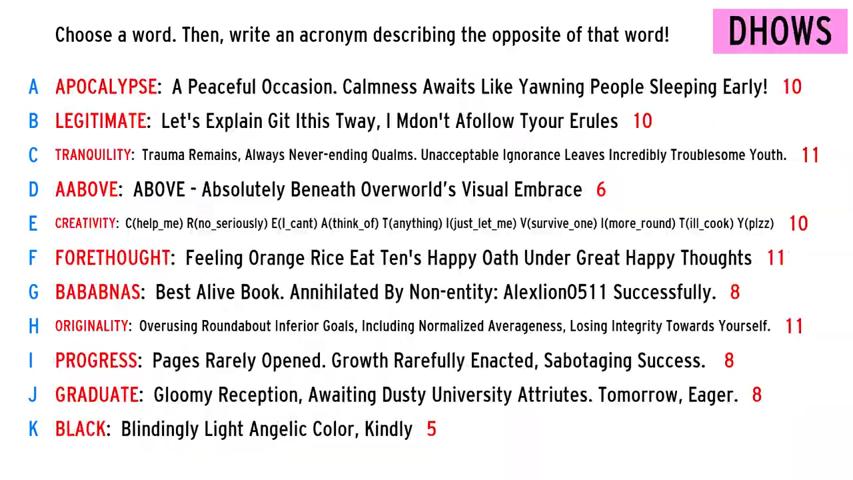 Choose a word. Then, write an acronym describing the opposite of that word!
DHOWS
A APOCALYPSE: A Peaceful Occasion. Calmness Awaits Like Yawning People Sleeping Early! 10
B LEGITIMATE: Let's Explain Git Ithis Tway, I Mdon't Afollow Tyour Erules 10
C TRANQUILITY: Trauma Remains, Always Never-ending Qualms. Unacceptable Ignorance Leaves Incredibly Troublesome Youth. 11
D AABOVE: ABOVE - Absolutely Beneath Overworld's Visual Embrace 6
E CREATIVITY: C(help_me) R(no_seriously) E(I_cant) A(think_of) T(anything) I(just_let_me) V(survive_one) I(more_round) T(ill_cook) Y(plzz) 10
F FORETHOUGHT: Feeling Orange Rice Eat Ten's Happy Oath Under Great Happy Thoughts 11
G BABABNAS: Best Alive Book. Annihilated By Non-entity: Alexlion0511 Successfully. 8
H ORIGINALITY: Overusing Roundabout Inferior Goals, Including Normalized Averageness, Losing Integrity Towards Yourself. 11
I PROGRESS: Pages Rarely Opened. Growth Rarefully Enacted, Sabotaging Success. 8
J GRADUATE: Gloomy Reception, Awaiting Dusty University Attriutes. Tomorrow, Eager. 8
K BLACK: Blindingly Light Angelic Color, Kindly 5